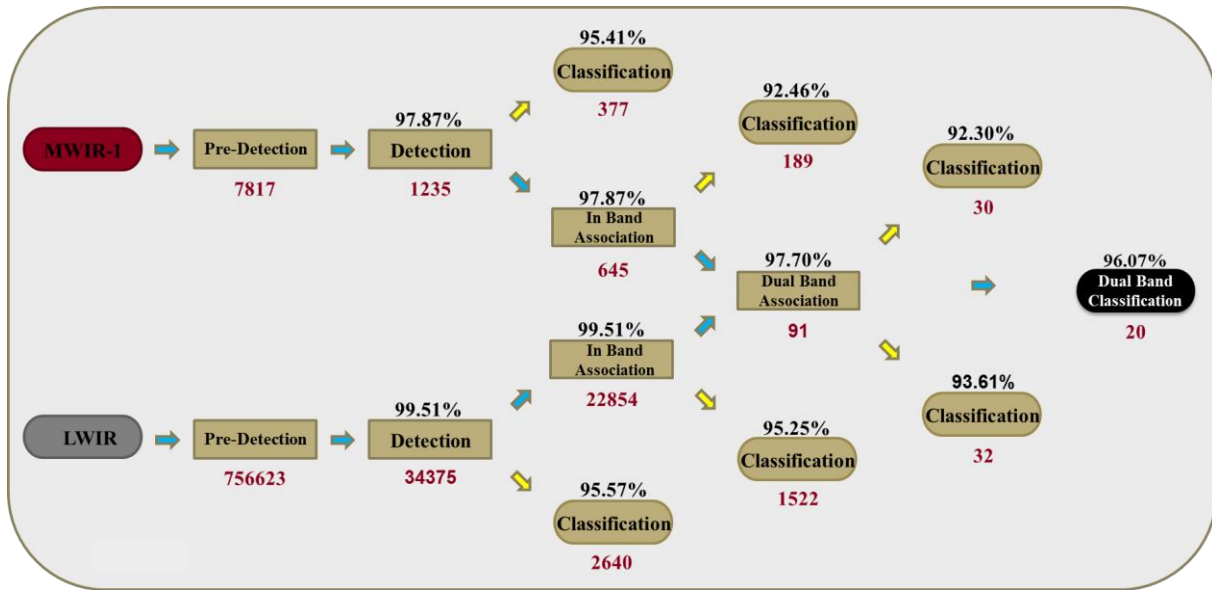 95.41%
Classification
377
92.46%
Classification
189
92.30%
Classification
30
MWIR-1
Pre-Detection
7817
97.87%
Detection
1235
97.87%
In Band
Association
645
97.70%
Dual Band
Association
91
96.07%
Dual Band
Classification
20
99.51%
In Band
Association
22854
93.61%
Classification
32
LWIR
Pre-Detection
756623
99.51%
Detection
34375
95.25%
Classification
1522
95.57%
Classification
2640